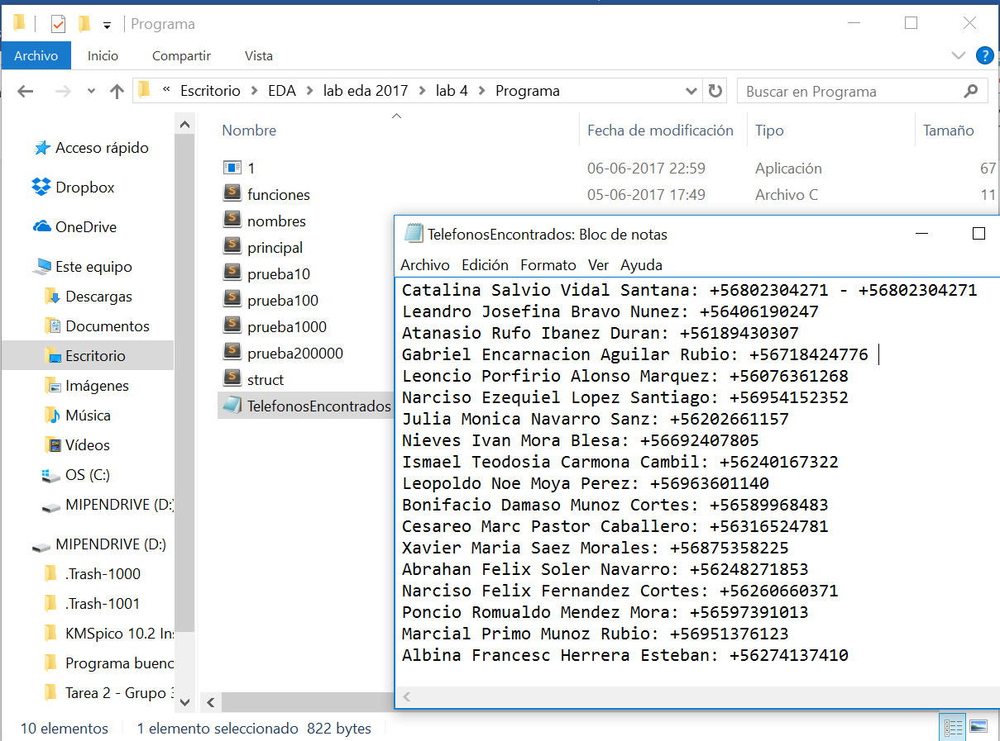 Programa
Archivo Inicio Compartir Vista
« Escritorio > EDA > lab eda 2017 > lab 4 > Programa
Buscar en Programa
Acceso rápido
Dropbox
OneDrive
Este equipo
Descargas
Documentos
Escritorio
Imágenes
Música
Vídeos
OS (C:)
MIPENDRIVE (D:)
MIPENDRIVE (D:)
.Trash-1000
.Trash-1001
KMSpico 10.2 Ins
Programa bueno
Tarea 2 - Grupo 3
Nombre Fecha de modificación Tipo Tamaño
1 06-06-2017 22:59 Aplicación 67
funciones 05-06-2017 17:49 Archivo C 11
nombres
principal
prueba10
prueba100
prueba1000
prueba200000
struct
TelefonosEncontrados
TelefonosEncontrados: Bloc de notas
Archivo Edición Formato Ver Ayuda
Catalina Salvio Vidal Santana: +56802304271 - +56802304271
Leandro Josefina Bravo Nunez: +56406190247
Atanasio Rufo Ibanez Duran: +56189430307
Gabriel Encarnacion Aguilar Rubio: +56718424776
Leoncio Porfirio Alonso Marquez: +56076361268
Narciso Ezequiel Lopez Santiago: +56954152352
Julia Monica Navarro Sanz: +56202661157
Nieves Ivan Mora Blesa: +56692407805
Ismael Teodosia Carmona Cambil: +56240167322
Leopoldo Noe Moya Perez: +56963601140
Bonifacio Damaso Munoz Cortes: +56589968483
Cesareo Marc Pastor Caballero: +56316524781
Xavier Maria Saez Morales: +56875358225
Abrahan Felix Soler Navarro: +56248271853
Narciso Felix Fernandez Cortes: +56260660371
Poncio Romualdo Mendez Mora: +56597391013
Marcial Primo Munoz Rubio: +56951376123
Albina Francesc Herrera Esteban: +56274137410
10 elementos 1 elemento seleccionado 822 bytes